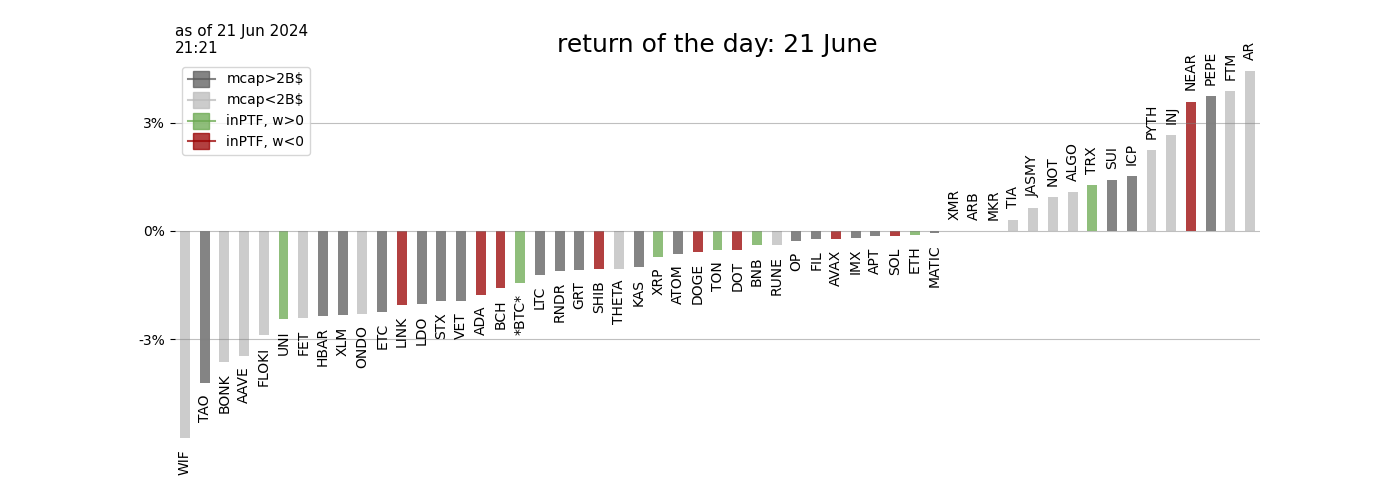 as of 21 Jun 2024
21:21
return of the day: 21 June
mcap>2B$
mcap<2B$
inPTF, w>0
inPTF, w<0
3%
0%
-3%
WIF
TAO
BONK
AAVE
FLOKI
UNI
FET
HBAR
XLM
ONDO
ETC
LINK
LDO
STX
VET
ADA
BCH
*BTC*
LTC
RNDR
GRT
SHIB
THETA
KAS
XRP
ATOM
DOGE
TON
DOT
BNB
RUNE
OP
FIL
AVAX
IMX
APT
SOL
ETH
MATIC
XMR
ARB
MKR
TIA
JASMY
NOT
ALGO
TRX
SUI
ICP
PYTH
INJ
NEAR
PEPE
FTM
AR